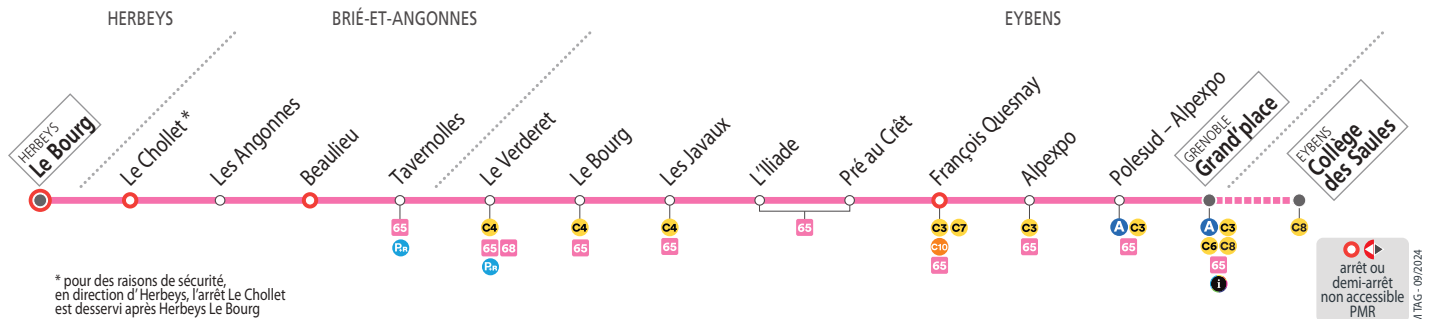 HERBEYS
BRIÉ-ET-ANGONNES
EYBENS
HERBEYS
Le Bourg
Le Chollet *
Les Angonnes
Beaulieu
Tavernolles
Le Verderet
Le Bourg
Les Javaux
L'Iliade
Pré au Crêt
François Quesnay
Alpexpo
Polesud – Alpexpo
GRENOBLE
Grand'place
EYBENS
Collège
des Saules
65
P+R
C4
65 68
P+R
C4
65
C4
65
65
C3 C7
C10
65
C3
65
A C3
65
A C3
C6 C8
65
i
C8
* pour des raisons de sécurité,
en direction d'Herbeys, l'arrêt Le Chollet
est desservi après Herbeys Le Bourg
arrêt ou
demi-arrêt
non accessible
PMR
M TAG - 09/2024